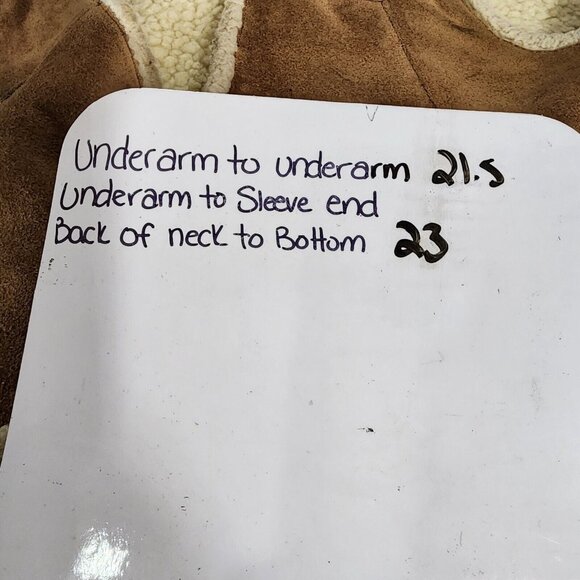 Underarm to underarm 21.5
Underarm to Sleeve end
Back of neck to Bottom 23